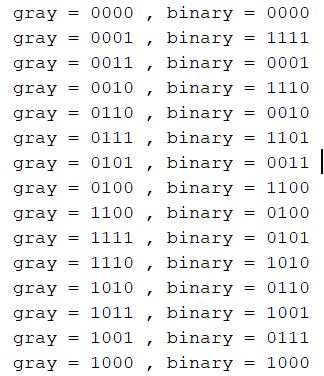 gray = 0000 , binary = 0000
gray = 0001 , binary = 1111
gray = 0011 , binary = 0001
gray = 0010 , binary = 1110
gray = 0110 , binary = 0010
gray = 0111 , binary = 1101
gray = 0101 , binary = 0011
gray = 0100 , binary = 1100
gray = 1100 , binary = 0100
gray = 1111 , binary = 0101
gray = 1110 , binary = 1010
gray = 1010 , binary = 0110
gray = 1011 , binary = 1001
gray = 1001 , binary = 0111
gray = 1000 , binary = 1000